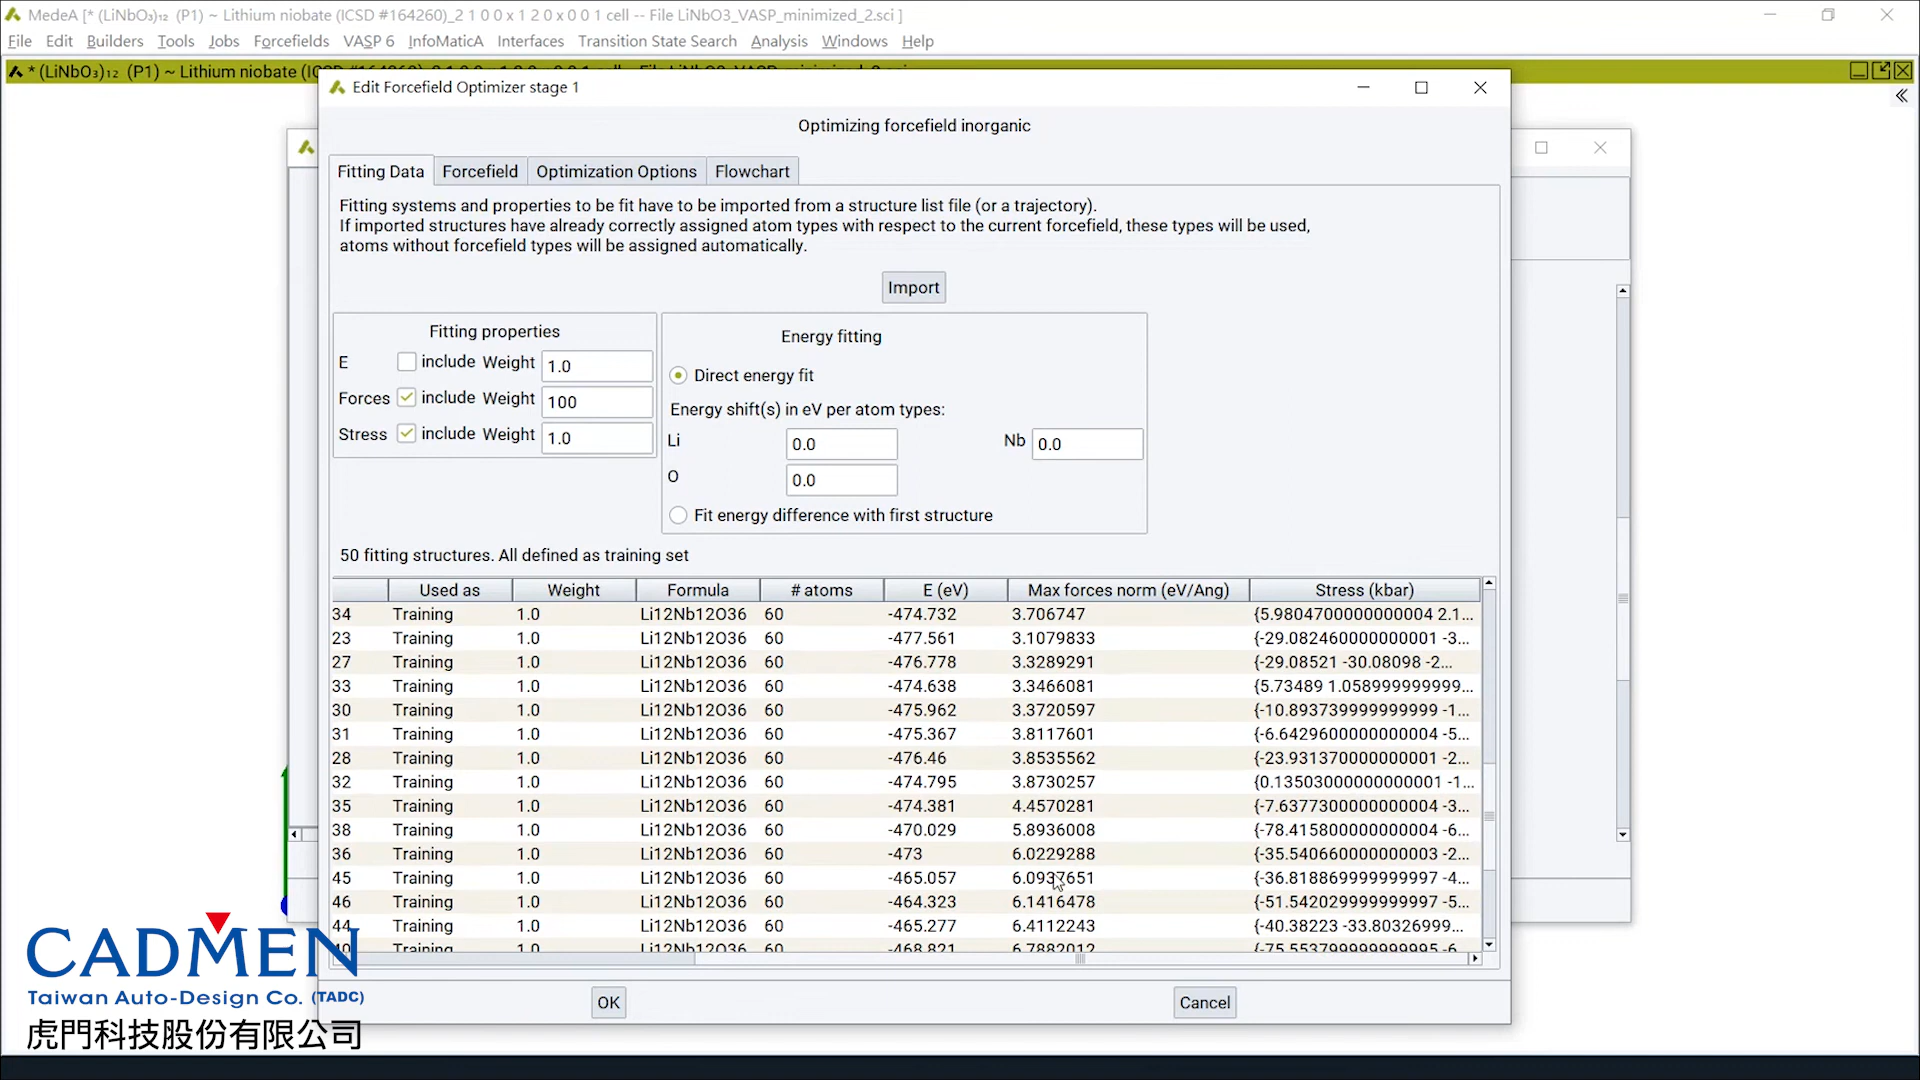 MedeA [* (LiNbO₃)₁₂ (P1) ~ Lithium niobate (ICSD #164260)_2 1 0 0 x 1 2 0 x 0 0 1 cell -- File LiNbO3_VASP_minimized_2.sci ]
File Edit Builders Tools Jobs Forcefields VASP 6 InfoMaticA Interfaces Transition State Search Analysis Windows Help
* (LiNbO₃)₁₂ (P1) ~ Lithium niobate
Edit Forcefield Optimizer stage 1
Optimizing forcefield inorganic
Fitting Data Forcefield Optimization Options Flowchart
Fitting systems and properties to be fit have to be imported from a structure list file (or a trajectory).
If imported structures have already correctly assigned atom types with respect to the current forcefield, these types will be used,
atoms without forcefield types will be assigned automatically.
Import
Fitting properties
E include Weight 1.0
Forces include Weight 100
Stress include Weight 1.0
Energy fitting
Direct energy fit
Energy shift(s) in eV per atom types:
Li 0.0 Nb 0.0
O 0.0
Fit energy difference with first structure
50 fitting structures. All defined as training set
Used as Weight Formula # atoms E (eV) Max forces norm (eV/Ang) Stress (kbar)
34 Training 1.0 Li12Nb12O36 60 -474.732 3.706747 {5.9804700000000004 2.1...
23 Training 1.0 Li12Nb12O36 60 -477.561 3.1079833 {-29.082460000000001 -3...
27 Training 1.0 Li12Nb12O36 60 -476.778 3.3289291 {-29.08521 -30.08098 -2...
33 Training 1.0 Li12Nb12O36 60 -474.638 3.3466081 {5.73489 1.058999999999...
30 Training 1.0 Li12Nb12O36 60 -475.962 3.3720597 {-10.893739999999999 -1...
31 Training 1.0 Li12Nb12O36 60 -475.367 3.8117601 {-6.6429600000000004 -5...
28 Training 1.0 Li12Nb12O36 60 -476.46 3.8535562 {-23.931370000000001 -2...
32 Training 1.0 Li12Nb12O36 60 -474.795 3.8730257 {0.13503000000000001 -1...
35 Training 1.0 Li12Nb12O36 60 -474.381 4.4570281 {-7.6377300000000004 -3...
38 Training 1.0 Li12Nb12O36 60 -470.029 5.8936008 {-78.415800000000004 -6...
36 Training 1.0 Li12Nb12O36 60 -473 6.0229288 {-35.540660000000003 -2...
45 Training 1.0 Li12Nb12O36 60 -465.057 6.0937651 {-36.818869999999997 -4...
46 Training 1.0 Li12Nb12O36 60 -464.323 6.1416478 {-51.542029999999997 -5...
44 Training 1.0 Li12Nb12O36 60 -465.277 6.4112243 {-40.38223 -33.80326999...
40 Training 1.0 Li12Nb12O36 60 -468.821 6.7882012 {-75.553799999999995 -6...
OK Cancel
CADMEN
Taiwan Auto-Design Co. (TADC)
虎門科技股份有限公司